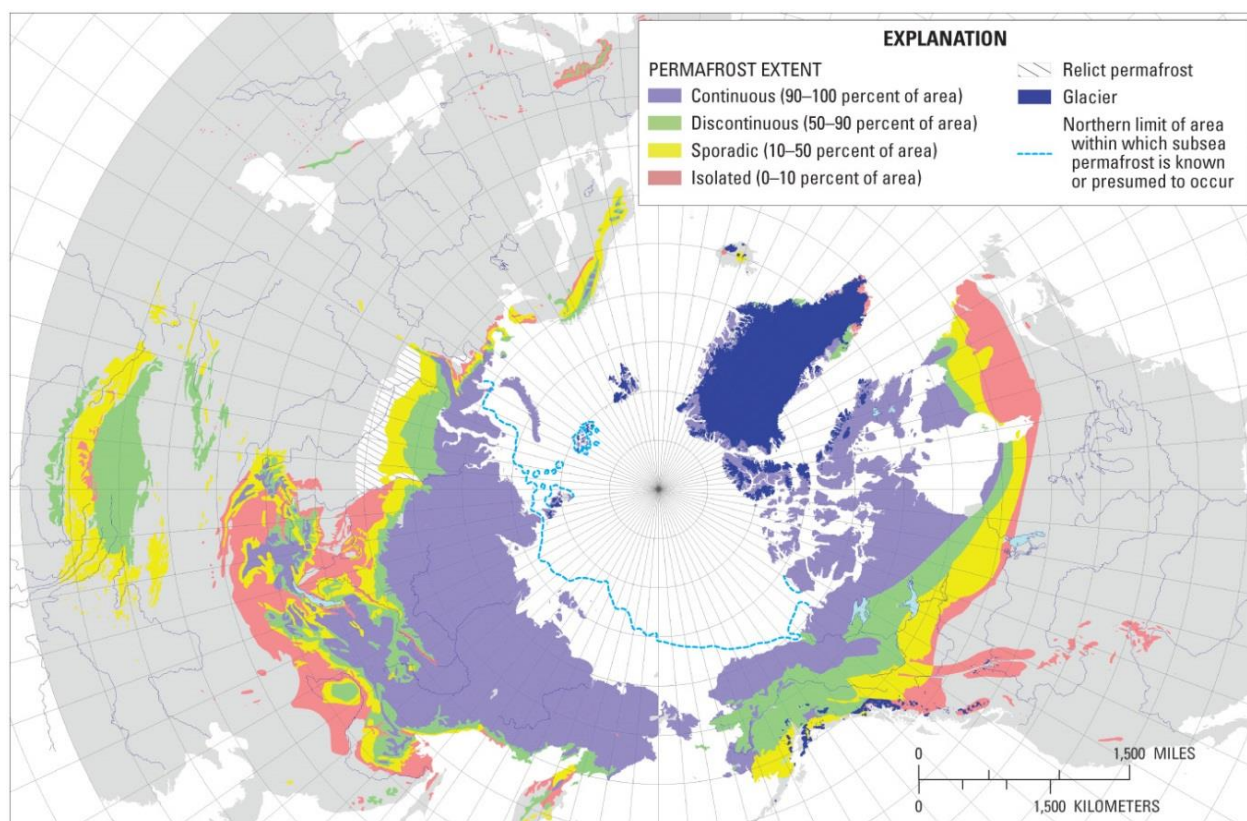 EXPLANATION
PERMAFROST EXTENT
Continuous (90–100 percent of area)
Discontinuous (50–90 percent of area)
Sporadic (10–50 percent of area)
Isolated (0–10 percent of area)
Relict permafrost
Glacier
Northern limit of area
within which subsea
permafrost is known
or presumed to occur
0 1,500 MILES
0 1,500 KILOMETERS